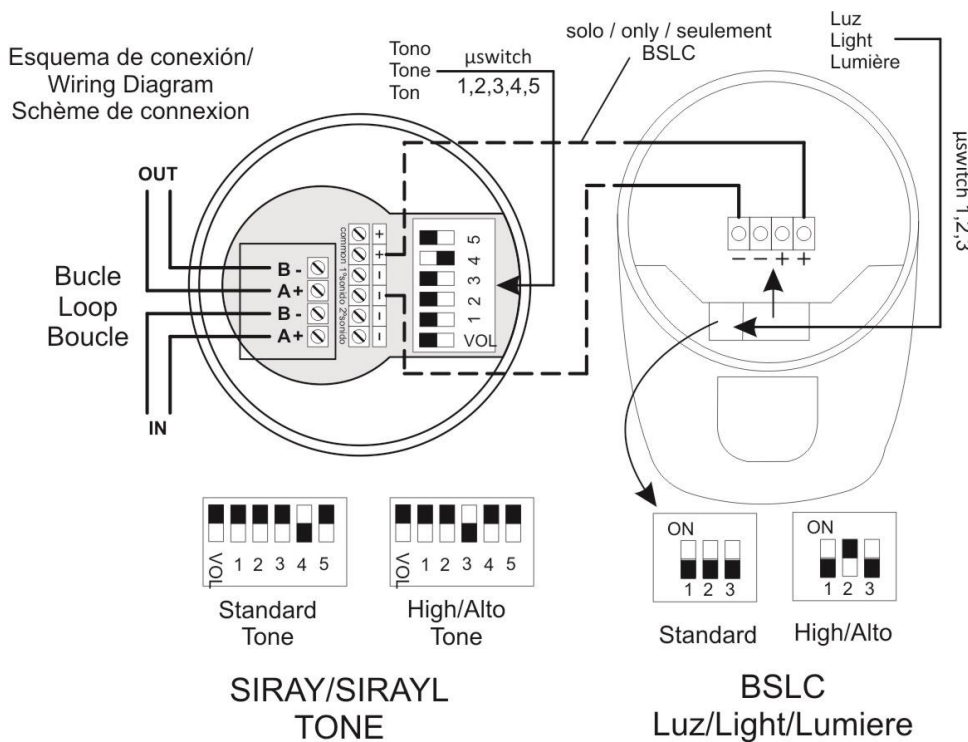 Esquema de conexión/
Wiring Diagram
Schème de connexion
Tono
Tone
Ton
µswitch
1,2,3,4,5
solo / only / seulement
BSLC
Luz
Light
Lumière
µswitch 1,2,3
OUT
Bucle
Loop
Boucle
IN
B -
A+
B -
A+
common 1ºsonido 2ºsonido
+
+
-
-
-
-
5
4
3
2
1
VOL
- - + +
VOL 1 2 3 4 5
Standard
Tone
VOL 1 2 3 4 5
High/Alto
Tone
ON
1 2 3
Standard
ON
1 2 3
High/Alto
SIRAY/SIRAYL
TONE
BSLC
Luz/Light/Lumiere